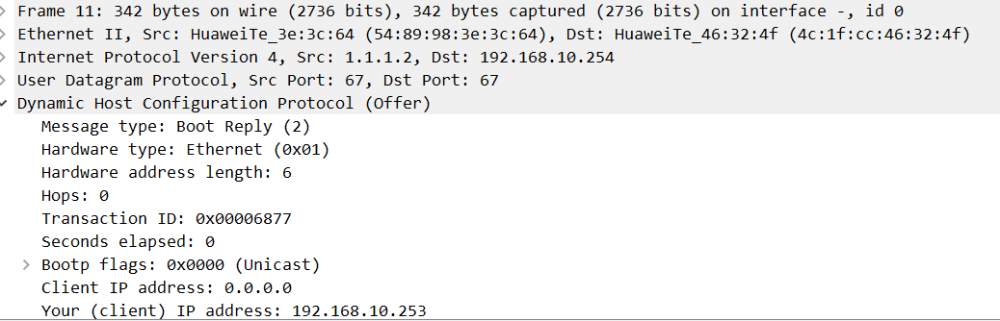 Frame 11: 342 bytes on wire (2736 bits), 342 bytes captured (2736 bits) on interface -, id 0
Ethernet II, Src: HuaweiTe_3e:3c:64 (54:89:98:3e:3c:64), Dst: HuaweiTe_46:32:4f (4c:1f:cc:46:32:4f)
Internet Protocol Version 4, Src: 1.1.1.2, Dst: 192.168.10.254
User Datagram Protocol, Src Port: 67, Dst Port: 67
Dynamic Host Configuration Protocol (Offer)
Message type: Boot Reply (2)
Hardware type: Ethernet (0x01)
Hardware address length: 6
Hops: 0
Transaction ID: 0x00006877
Seconds elapsed: 0
Bootp flags: 0x0000 (Unicast)
Client IP address: 0.0.0.0
Your (client) IP address: 192.168.10.253